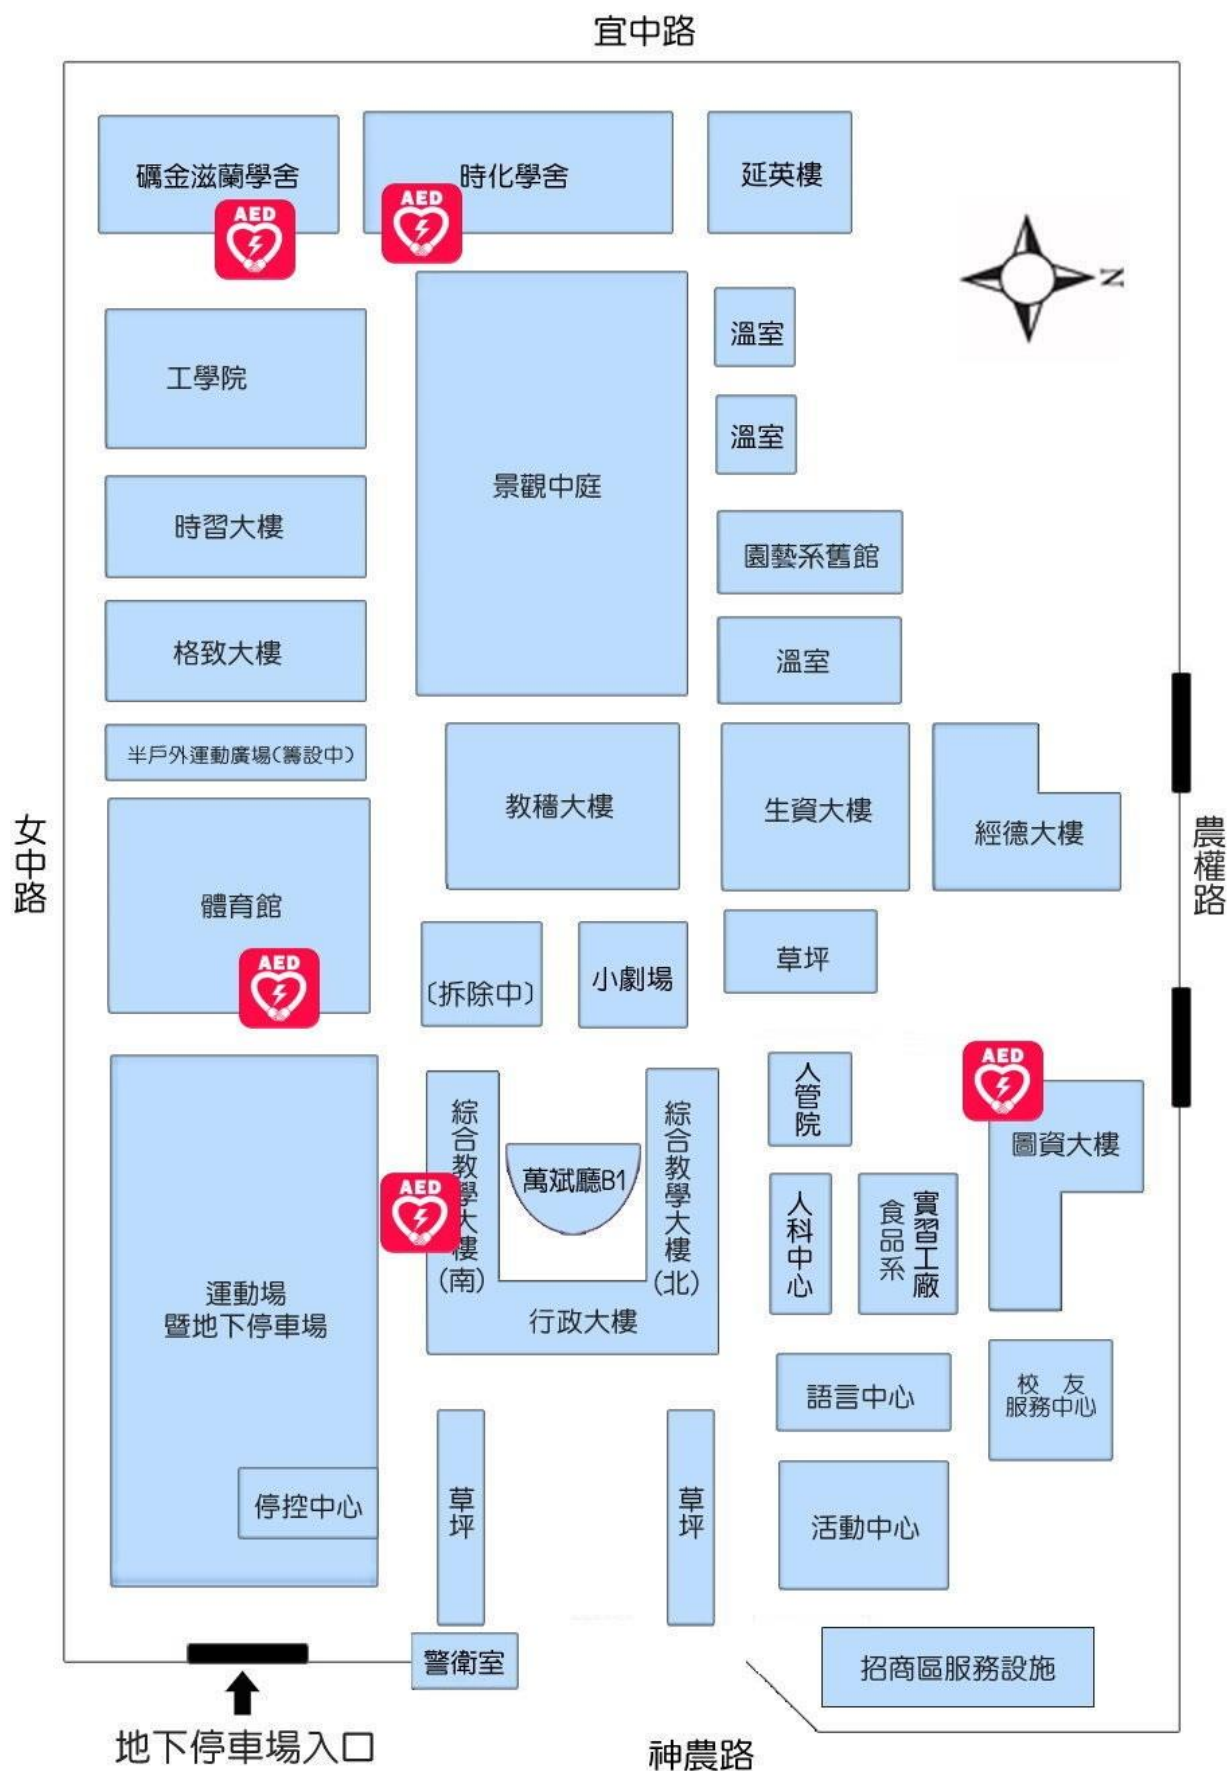 宜中路
礪金滋蘭學舍
時化學舍
延英樓
AED
AED
N
溫室
工學院
溫室
景觀中庭
時習大樓
園藝系舊館
格致大樓
溫室
半戶外運動廣場(籌設中)
教穡大樓
生資大樓
經德大樓
女中路
農權路
體育館
AED
(拆除中)
小劇場
草坪
人管院
AED
圖資大樓
綜合教學大樓(南)
萬斌廳B1
綜合教學大樓(北)
AED
人科中心
實習工廠
食品系
運動場
暨地下停車場
行政大樓
語言中心
校 友
服務中心
停控中心
草坪
草坪
活動中心
警衛室
招商區服務設施
地下停車場入口
神農路